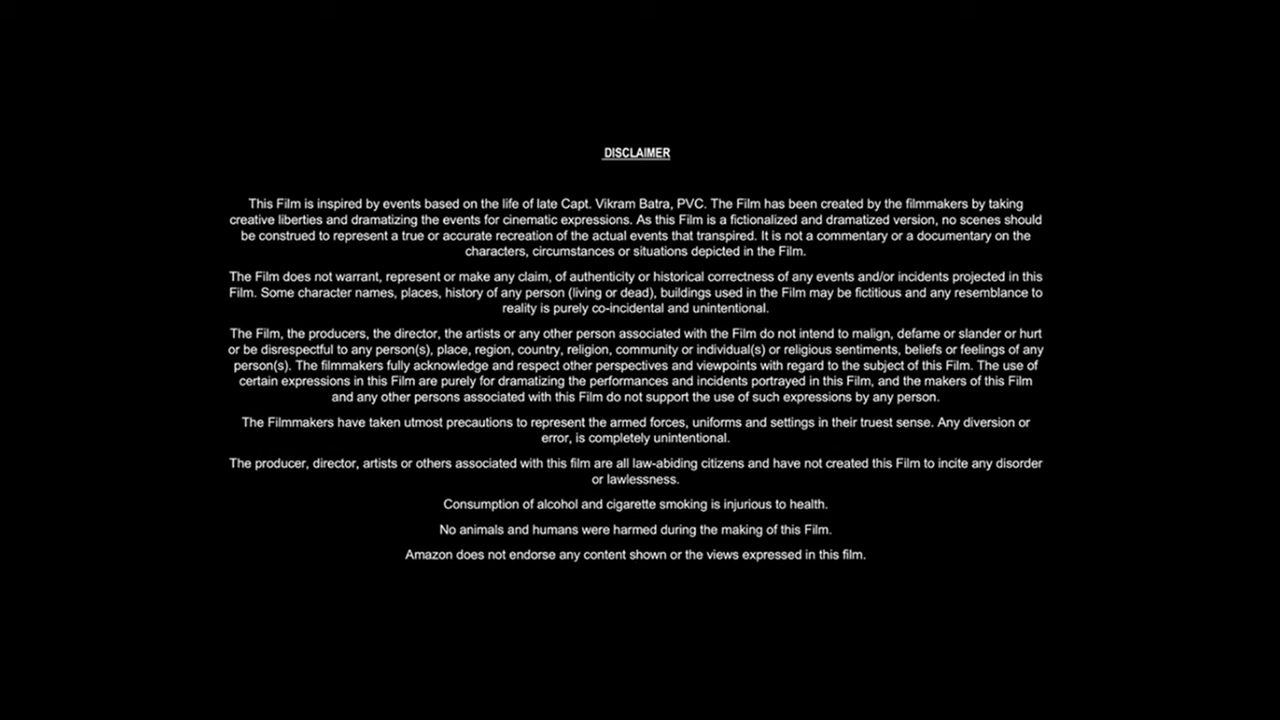 DISCLAIMER
This Film is inspired by events based on the life of late Capt. Vikram Batra, PVC. The Film has been created by the filmmakers by taking
creative liberties and dramatizing the events for cinematic expressions. As this Film is a fictionalized and dramatized version, no scenes should
be construed to represent a true or accurate recreation of the actual events that transpired. It is not a commentary or a documentary on the
characters, circumstances or situations depicted in the Film.
The Film does not warrant, represent or make any claim, of authenticity or historical correctness of any events and/or incidents projected in this
Film. Some character names, places, history of any person (living or dead), buildings used in the Film may be fictitious and any resemblance to
reality is purely co-incidental and unintentional.
The Film, the producers, the director, the artists or any other person associated with the Film do not intend to malign, defame or slander or hurt
or be disrespectful to any person(s), place, region, country, religion, community or individual(s) or religious sentiments, beliefs or feelings of any
person(s). The filmmakers fully acknowledge and respect other perspectives and viewpoints with regard to the subject of this Film. The use of
certain expressions in this Film are purely for dramatizing the performances and incidents portrayed in this Film, and the makers of this Film
and any other persons associated with this Film do not support the use of such expressions by any person.
The Filmmakers have taken utmost precautions to represent the armed forces, uniforms and settings in their truest sense. Any diversion or
error, is completely unintentional.
The producer, director, artists or others associated with this film are all law-abiding citizens and have not created this Film to incite any disorder
or lawlessness.
Consumption of alcohol and cigarette smoking is injurious to health.
No animals and humans were harmed during the making of this Film.
Amazon does not endorse any content shown or the views expressed in this film.